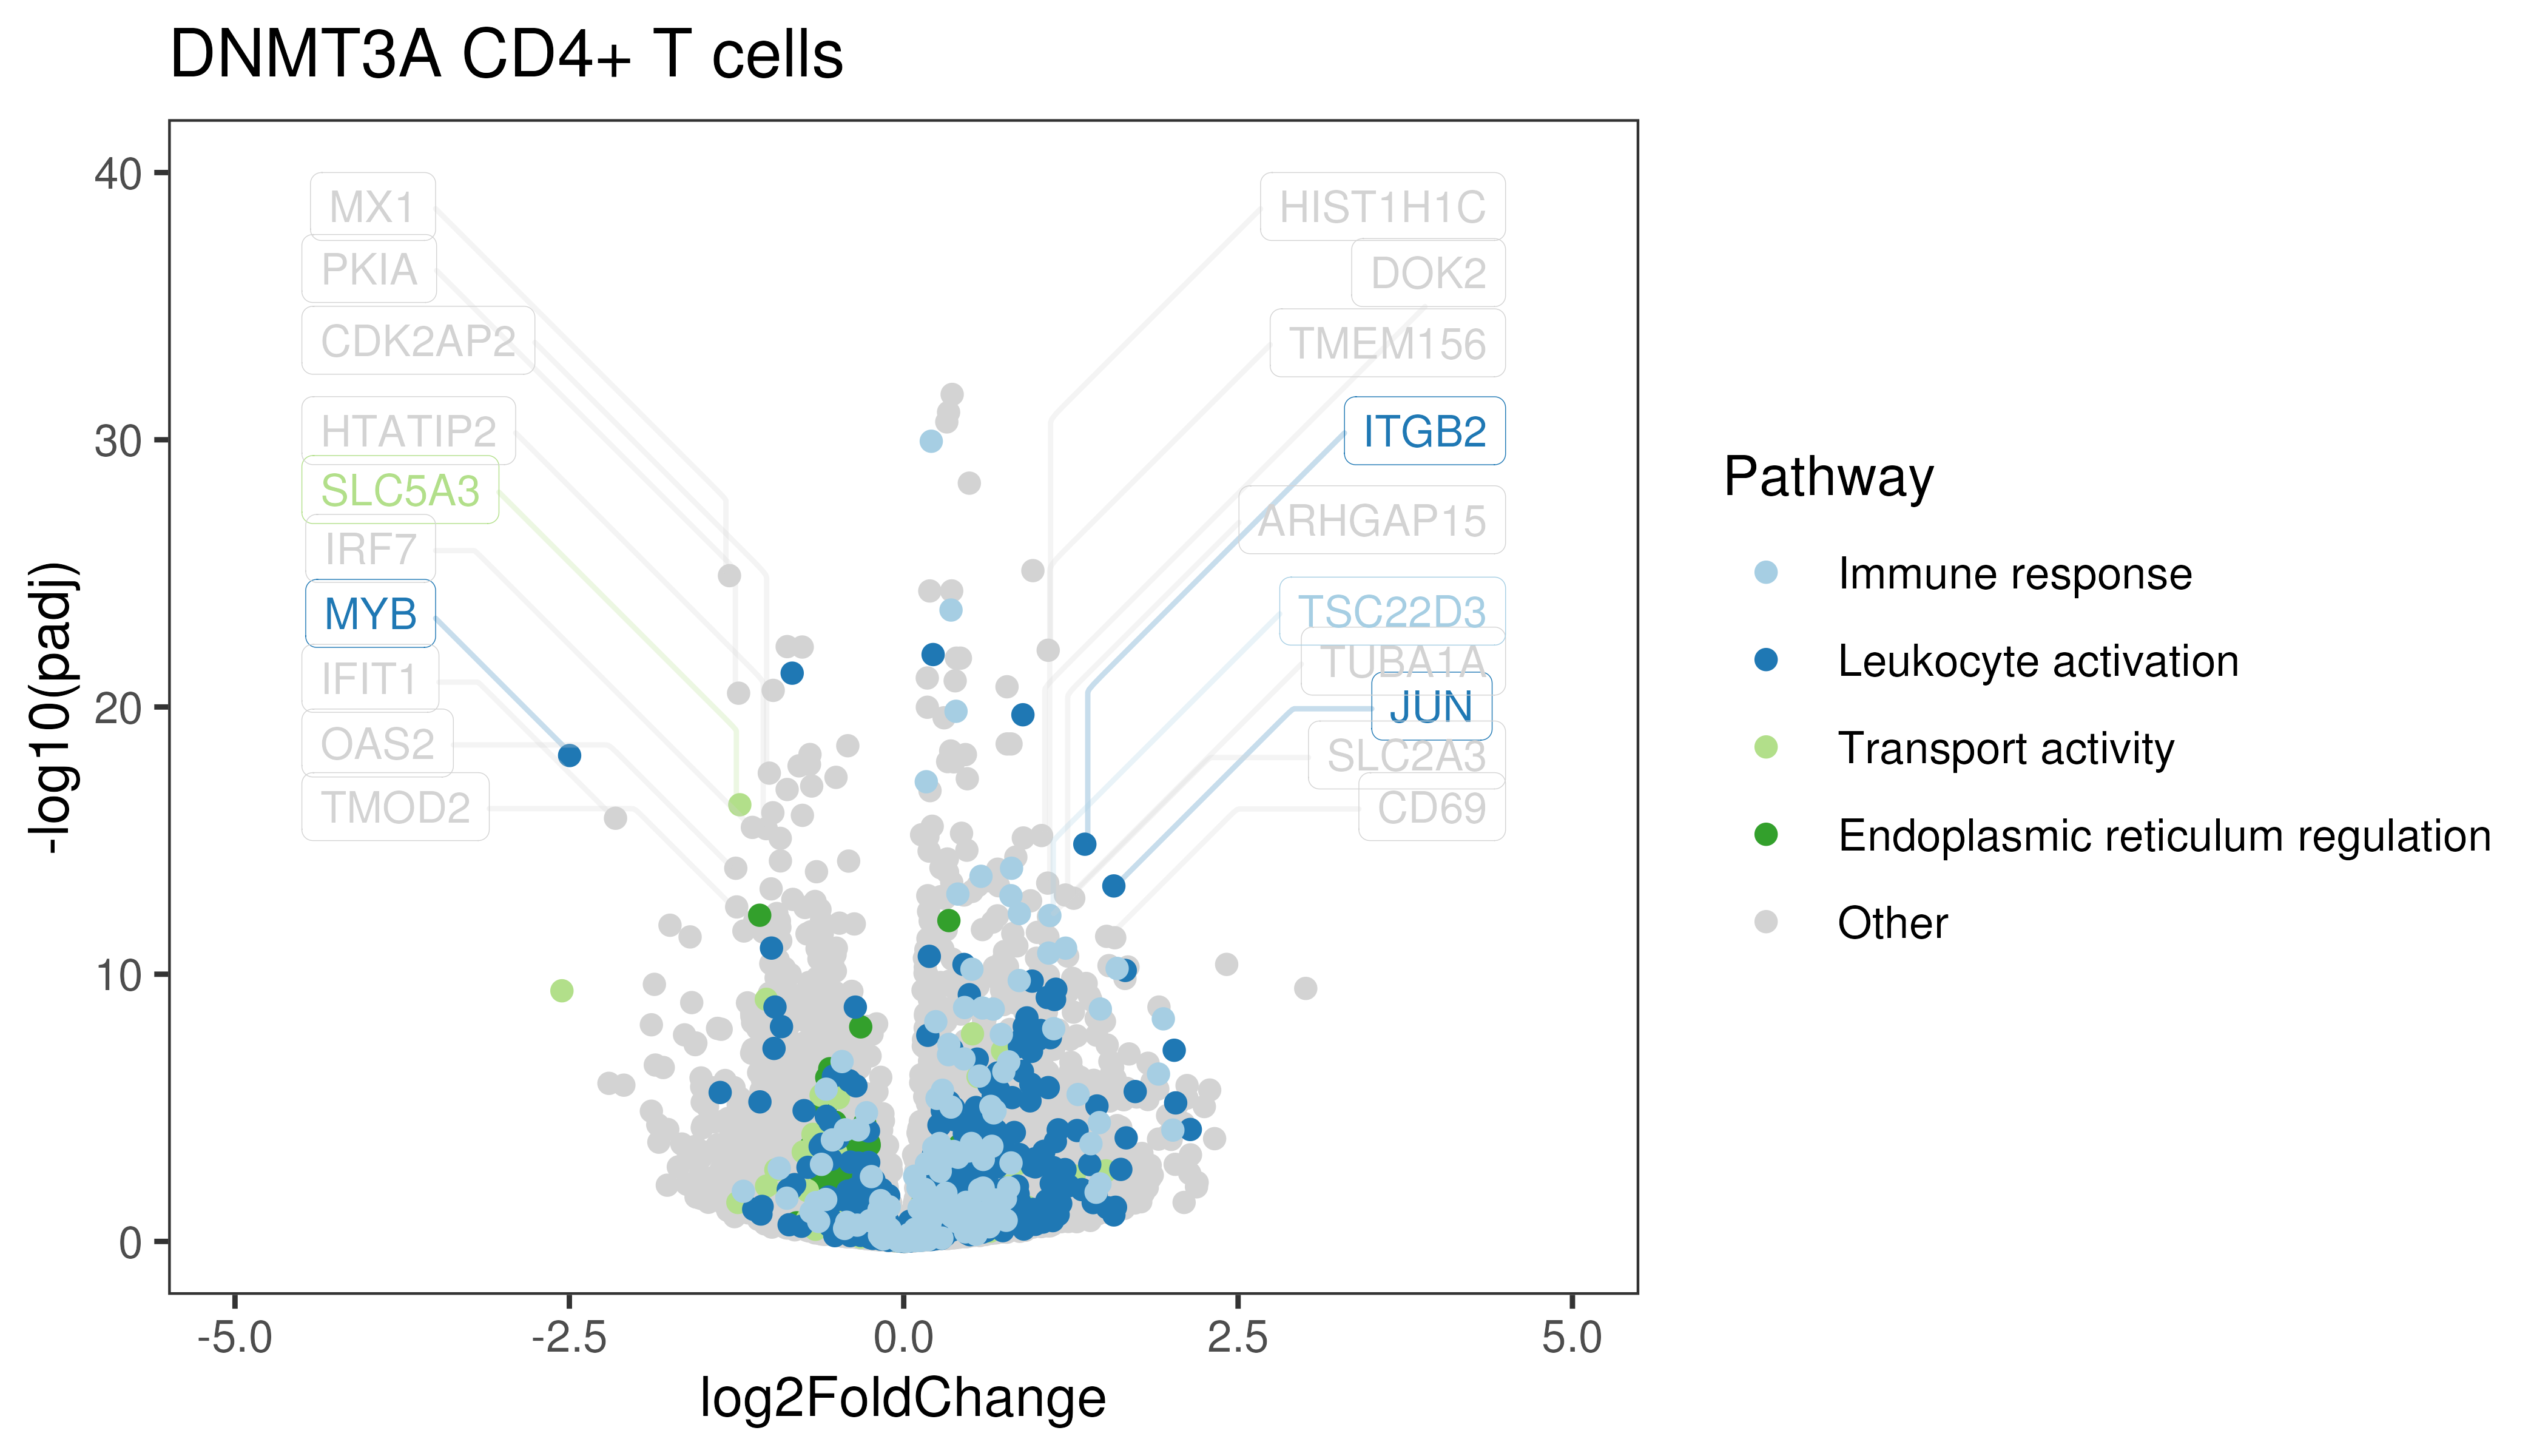 DNMT3A CD4+ T cells
-log10(padj)
40
30
20
10
0
MX1
PKIA
CDK2AP2
HTATIP2
SLC5A3
IRF7
MYB
IFIT1
OAS2
TMOD2
HIST1H1C
DOK2
TMEM156
ITGB2
ARHGAP15
TSC22D3
TUBA1A
JUN
SLC2A3
CD69
-5.0
-2.5
0.0
2.5
5.0
log2FoldChange
Pathway
Immune response
Leukocyte activation
Transport activity
Endoplasmic reticulum regulation
Other